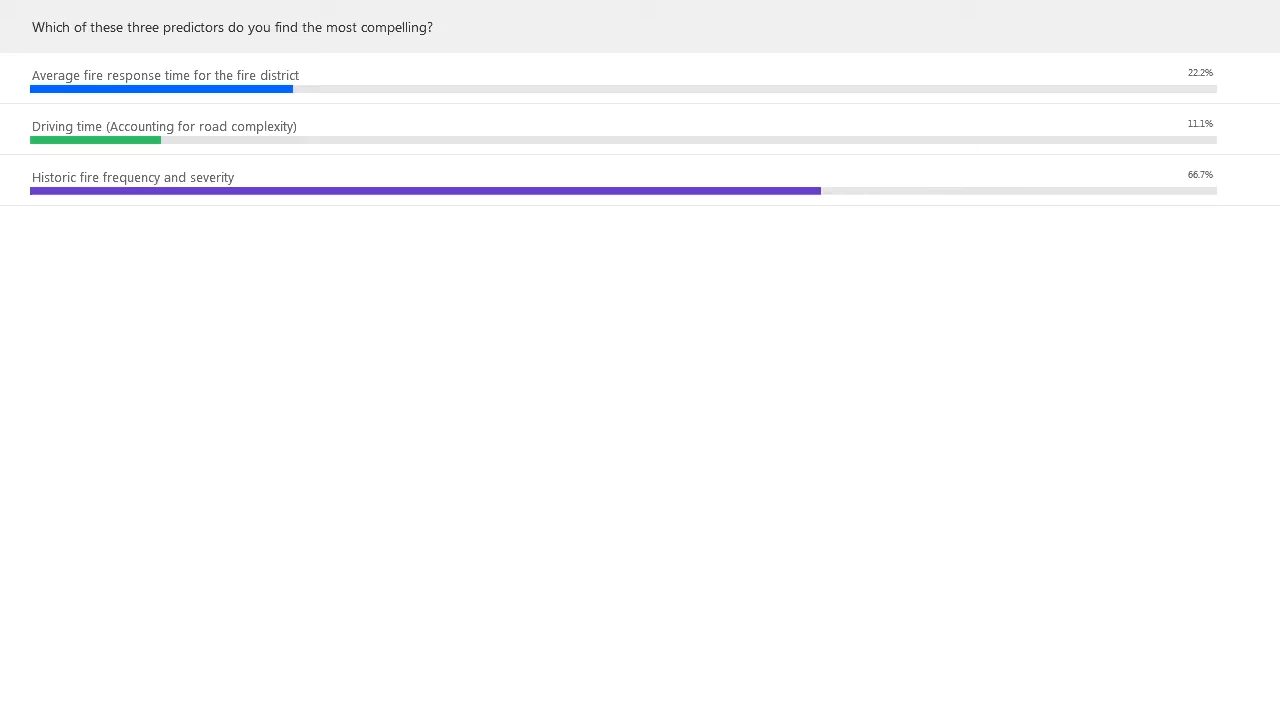 Which of these three predictors do you find the most compelling?
Average fire response time for the fire district
22.2%
Driving time (Accounting for road complexity)
11.1%
Historic fire frequency and severity
66.7%